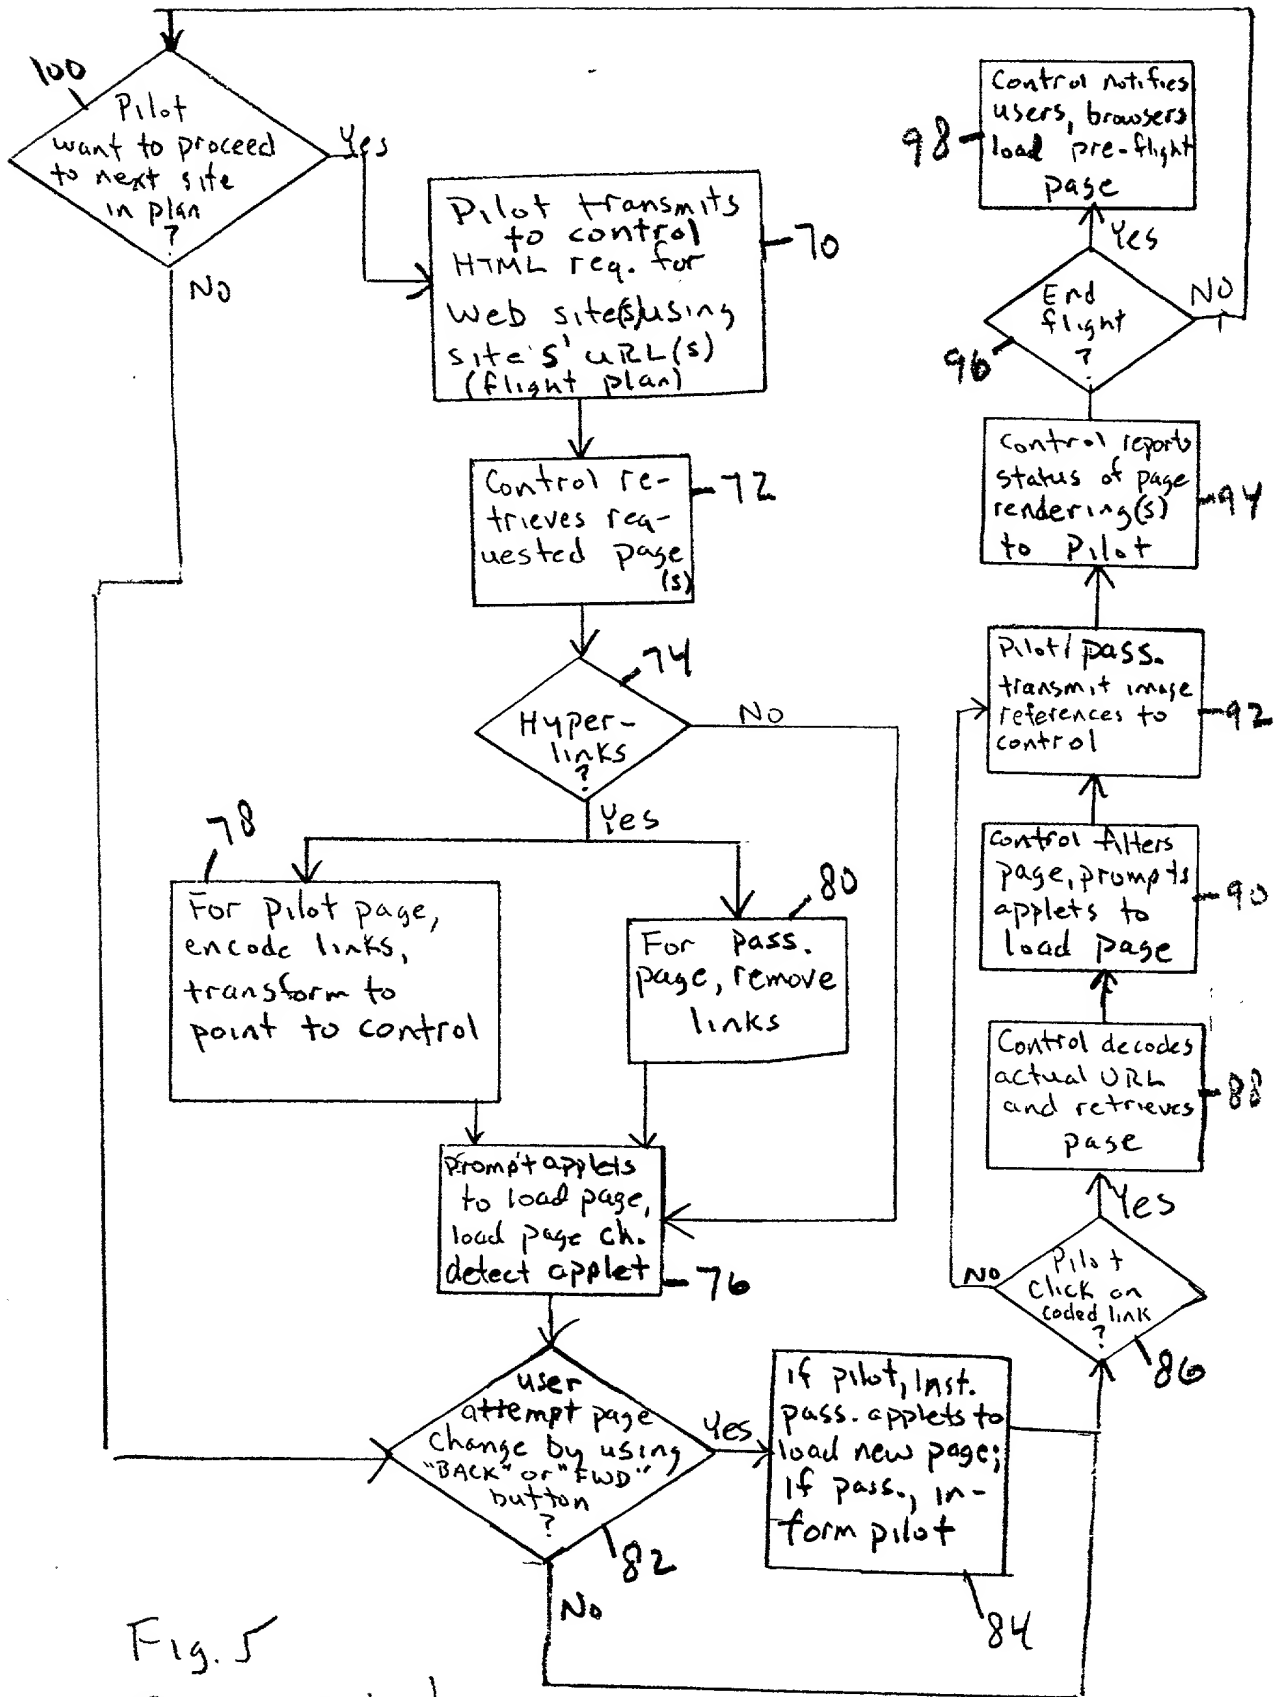 100
Pilot
want to proceed
to next site
in plan
?
Yes
NO
Pilot transmits
to control
HTML req. for
Web site(s) using
site's' URL(s)
(flight plan)
70
Control re-
trieves req-
uested page
(s)
72
74
Hyper-
links
?
NO
Yes
78
For pilot page,
encode links,
transform to
point to control
80
For pass.
page, remove
links
prompt applets
to load page,
load page ch.
detect applet
76
user
attempt page
change by using
"BACK" or "FWD"
button
?
82
Yes
No
if pilot, inst.
pass. applets to
load new page;
if pass., in-
form pilot
84
Pilot
click on
coded link
?
86
NO
Yes
Control decodes
actual URL
and retrieves
page
88
Control filters
page, prompts
applets to
load page
90
Pilot/pass.
transmit image
references to
control
92
Control reports
status of page
rendering(s)
to Pilot
94
End
flight
?
96
NO
Yes
Control notifies
users, browsers
load pre-flight
page
98
Fig. 5